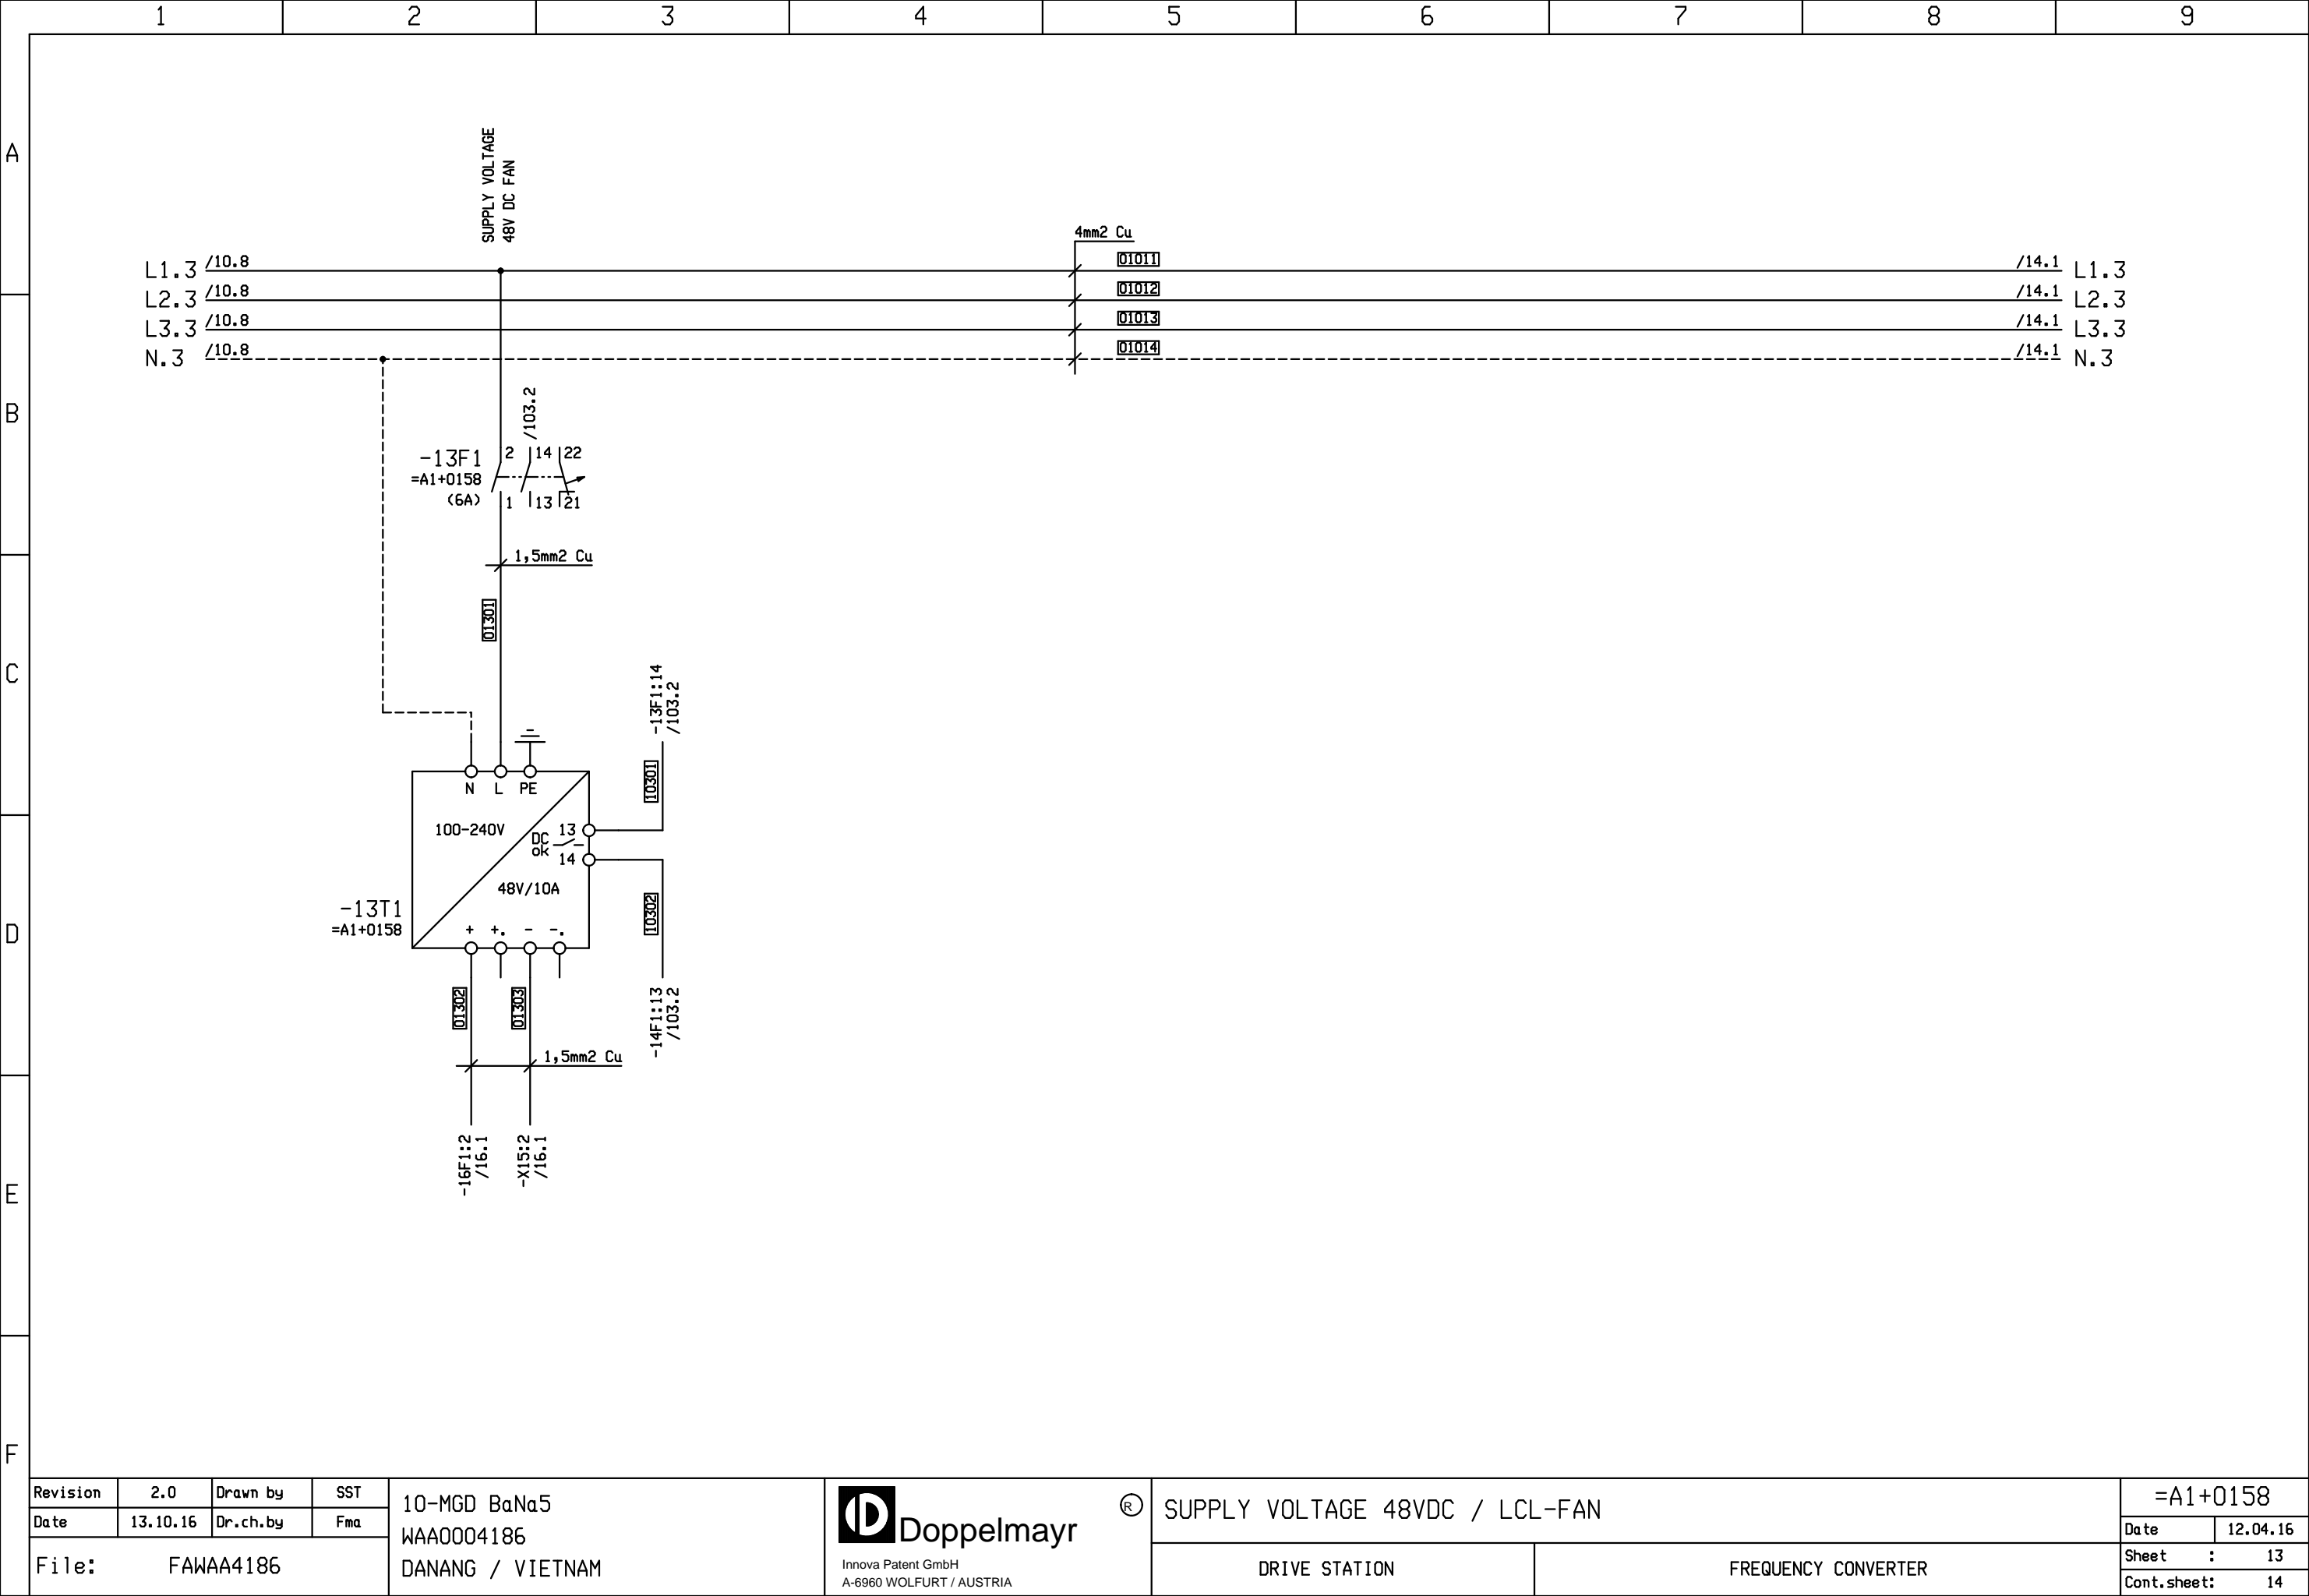 1 2 3 4 5 6 7 8 9
A
B
C
D
E
F
SUPPLY VOLTAGE
48V DC FAN
4mm2 Cu
L1.3 /10.8 01011 /14.1 L1.3
L2.3 /10.8 01012 /14.1 L2.3
L3.3 /10.8 01013 /14.1 L3.3
N.3 /10.8 01014 /14.1 N.3
/103.2
-13F1 2 14 22
=A1+0158
(6A) 1 13 21
1,5mm2 Cu
01301
-13F1:14
/103.2
10301
N L PE
100-240V 13
DC
ok
14
48V/10A
10302
-13T1
=A1+0158
+ +. - -.
01302 01303
-14F1:13
/103.2
1,5mm2 Cu
-16F1:2
/16.1
-X15:2
/16.1
Revision 2.0 Drawn by SST
Date 13.10.16 Dr.ch.by Fma
File: FAWAA4186
10-MGD BaNa5
WAA0004186
DANANG / VIETNAM
Doppelmayr R
Innova Patent GmbH
A-6960 WOLFURT / AUSTRIA
SUPPLY VOLTAGE 48VDC / LCL-FAN
DRIVE STATION FREQUENCY CONVERTER
=A1+0158
Date 12.04.16
Sheet : 13
Cont.sheet: 14